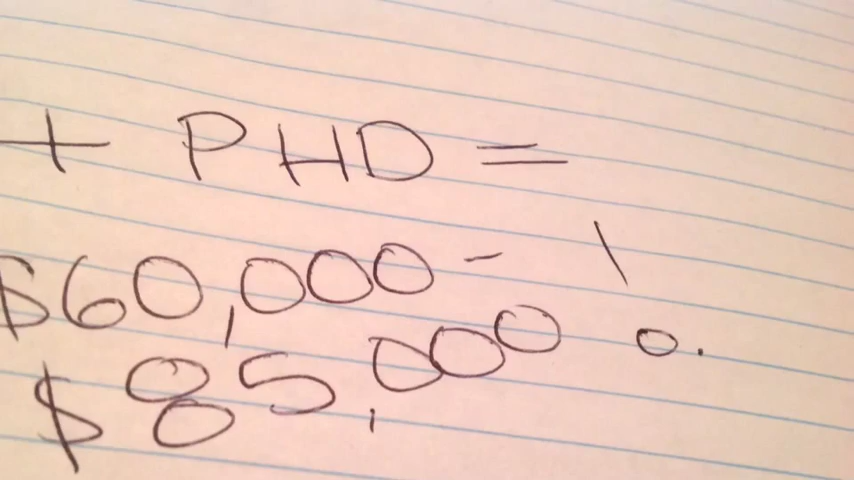 + PHD =
$60,000 -
$85,000